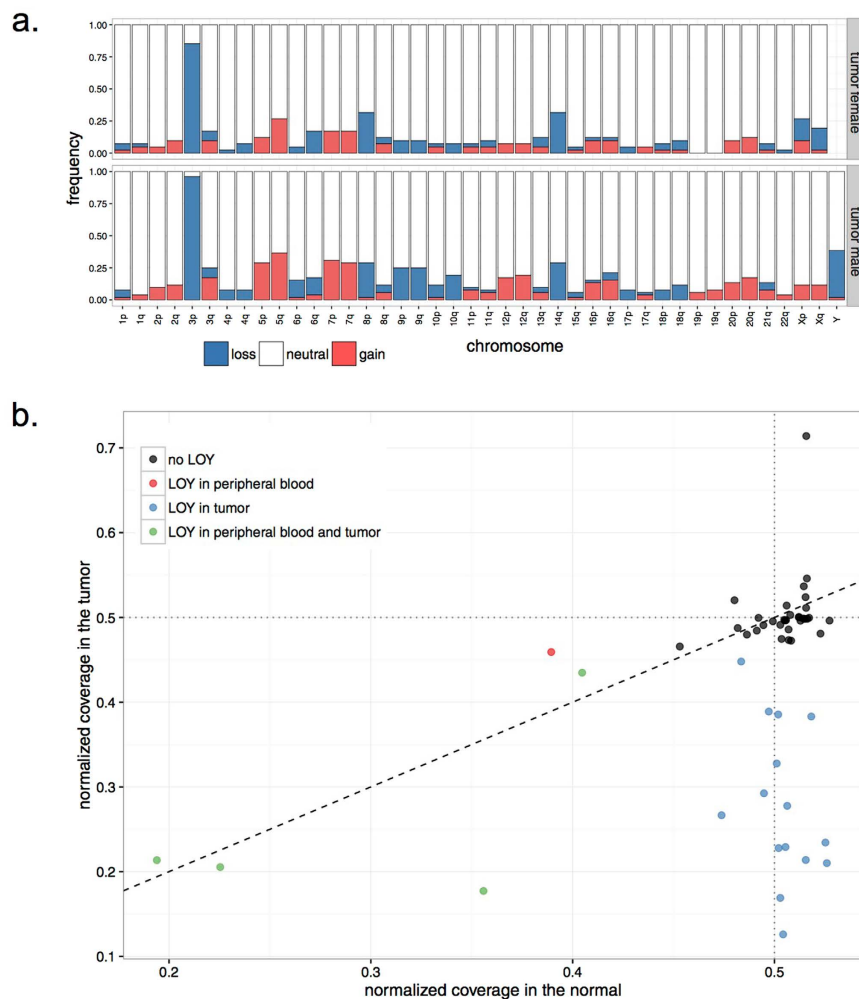 a.
1.00
0.75
0.50
0.25
0.00
tumor female
frequency
1.00
0.75
0.50
0.25
0.00
tumor male
1p 1q 2p 2q 3p 3q 4p 4q 5p 5q 6p 6q 7p 7q 8p 8q 9p 9q 10p 10q 11p 11q 12p 12q 13q 14q 15q 16p 16q 17p 17q 18p 18q 19p 19q 20p 20q 21q 22q Xp Xq Y
chromosome
loss neutral gain
b.
no LOY
LOY in peripheral blood
LOY in tumor
LOY in peripheral blood and tumor
normalized coverage in the tumor
0.7
0.6
0.5
0.4
0.3
0.2
0.1
0.2 0.3 0.4 0.5
normalized coverage in the normal